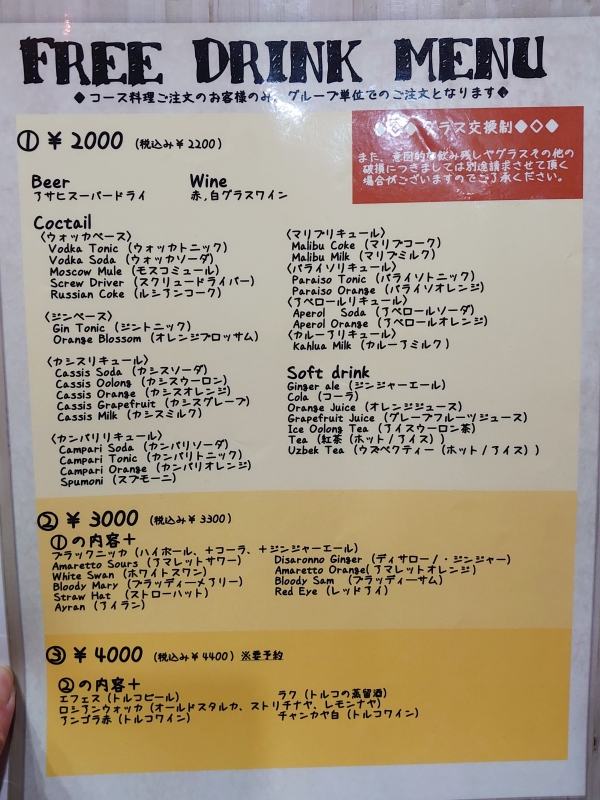 FREE DRINK MENU
◆コース料理ご注文のお客様のみ、グループ単位でのご注文となります◆
① ¥ 2000 (税込み¥2200)
グラス交換制◆◇◆
また、意図的な飲み残しやグラスその他の
破損につきましては別途請求させて頂く
場合がございますのでご了承ください。
Beer
アサヒスーパードライ
Wine
赤,白グラスワイン
Coctail
〈ウォッカベース〉
Vodka Tonic (ウォッカトニック)
Vodka Soda (ウォッカソーダ)
Moscow Mule (モスコミュール)
Screw Driver (スクリュードライバー)
Russian Coke (ルシアンコーク)
〈ジンベース〉
Gin Tonic (ジントニック)
Orange Blossom (オレンジブロッサム)
〈カシスリキュール〉
Cassis Soda (カシスソーダ)
Cassis Oolong (カシスウーロン)
Cassis Orange (カシスオレンジ)
Cassis Grapefruit (カシスグレープ)
Cassis Milk (カシスミルク)
〈カンパリリキュール〉
Campari Soda (カンパリソーダ)
Campari Tonic (カンパリトニック)
Campari Orange (カンパリオレンジ)
Spumoni (スプモーニ)
〈マリブリキュール〉
Malibu Coke (マリブコーク)
Malibu Milk (マリブミルク)
〈パライソリキュール〉
Paraiso Tonic (パライソトニック)
Paraiso Orange (パライソオレンジ)
〈アペロールリキュール〉
Aperol Soda (アペロールソーダ)
Aperol Orange (アペロールオレンジ)
〈カルーアリキュール〉
Kahlua Milk (カルーアミルク)
Soft drink
Ginger ale (ジンジャーエール)
Cola (コーラ)
Orange Juice (オレンジジュース)
Grapefruit Juice (グレープフルーツジュース)
Ice Oolong Tea (アイスウーロン茶)
Tea (紅茶(ホット/アイス))
Uzbek Tea (ウズベクティー(ホット/アイス))
② ¥ 3000 (税込み¥3300)
①の内容+
ブラックニッカ (ハイボール、+コーラ、+ジンジャーエール)
Amaretto Sours (アマレットサワー)
White Swan (ホワイトスワン)
Bloody Mary (ブラッディーメアリー)
Straw Hat (ストローハット)
Ayran (アイラン)
Disaronno Ginger (ディサローノ・ジンジャー)
Amaretto Orange(アマレットオレンジ)
Bloody Sam (ブラッディーサム)
Red Eye (レッドアイ)
③ ¥ 4000 (税込み¥4400) ※要予約
②の内容+
エフェス (トルコビール)
ラク (トルコの蒸留酒)
ロシアンウォッカ (オールドスタルカ、ストリチナヤ、レモンナヤ)
アンゴラ赤 (トルコワイン)
チャンカヤ白 (トルコワイン)